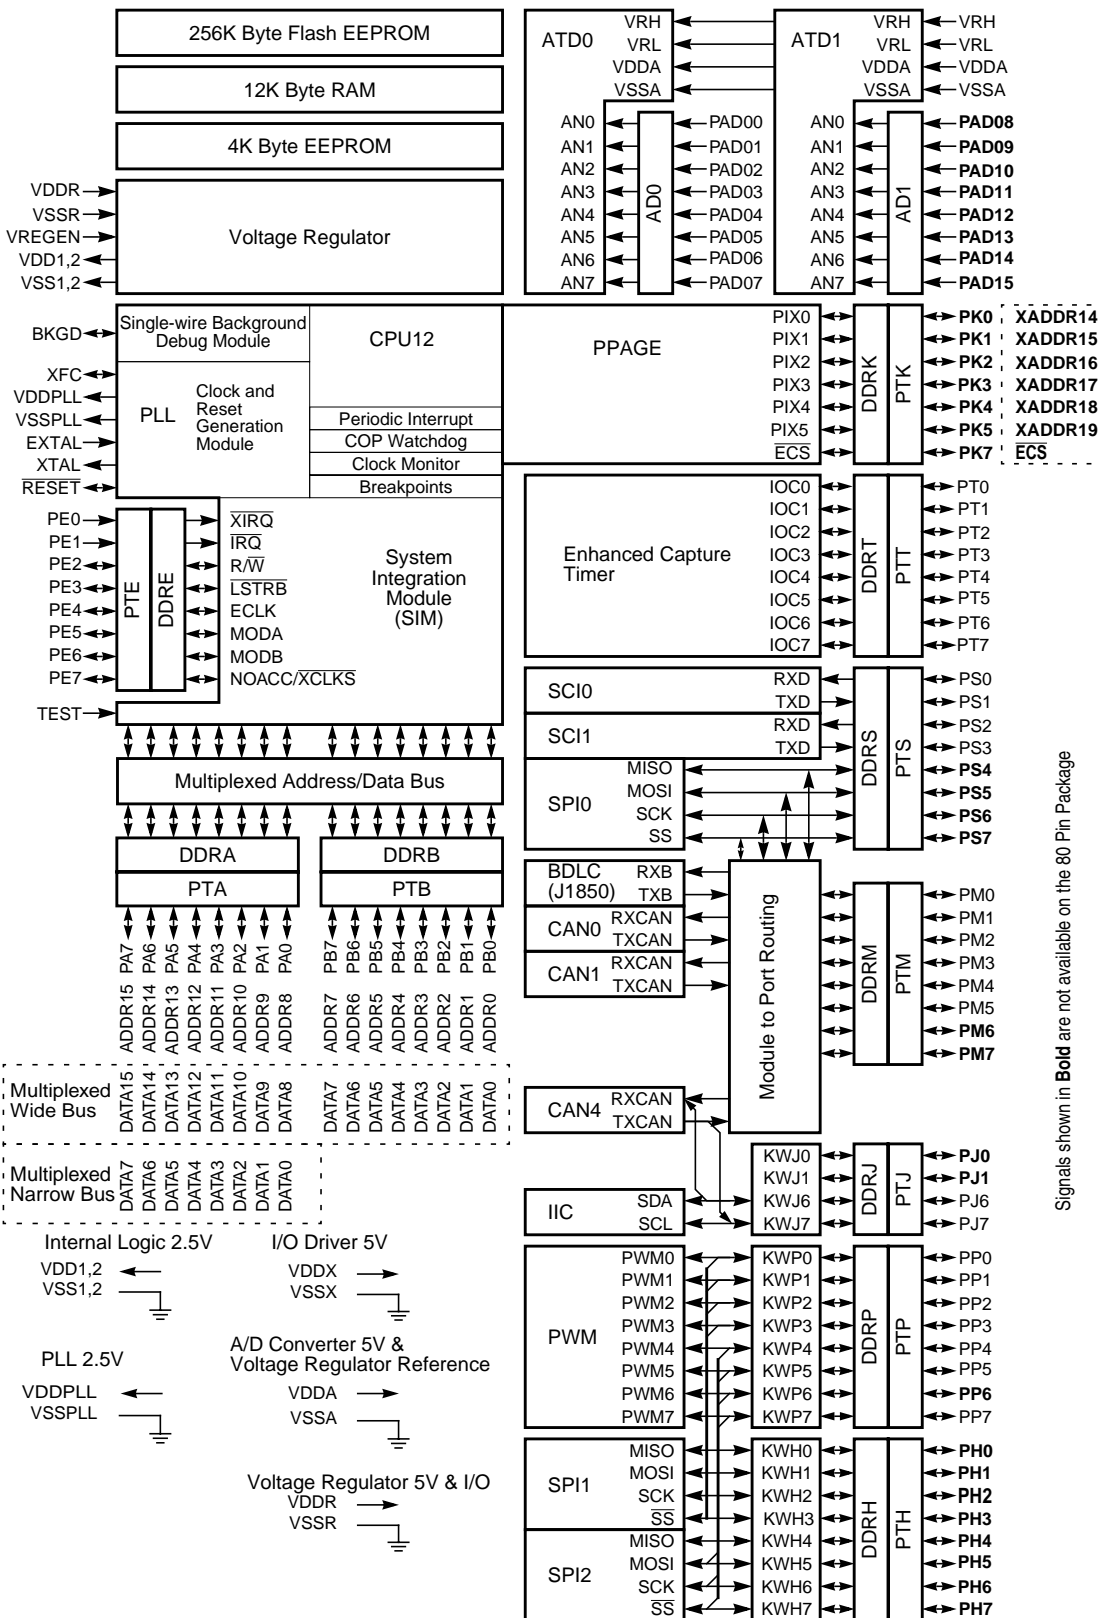 256K Byte Flash EEPROM
12K Byte RAM
4K Byte EEPROM
VDDR
VSSR
VREGEN
VDD1,2
VSS1,2
Voltage Regulator
ATD0
VRH
VRL
VDDA
VSSA
AN0
AN1
AN2
AN3
AN4
AN5
AN6
AN7
AD0
PAD00
PAD01
PAD02
PAD03
PAD04
PAD05
PAD06
PAD07
ATD1
VRH
VRL
VDDA
VSSA
AN0
AN1
AN2
AN3
AN4
AN5
AN6
AN7
AD1
VRH
VRL
VDDA
VSSA
PAD08
PAD09
PAD10
PAD11
PAD12
PAD13
PAD14
PAD15
BKGD
XFC
VDDPLL
VSSPLL
EXTAL
XTAL
RESET
Single-wire Background
Debug Module
CPU12
PLL
Clock and
Reset
Generation
Module
Periodic Interrupt
COP Watchdog
Clock Monitor
Breakpoints
PPAGE
PIX0
PIX1
PIX2
PIX3
PIX4
PIX5
ECS
DDRK
PTK
PK0 XADDR14
PK1 XADDR15
PK2 XADDR16
PK3 XADDR17
PK4 XADDR18
PK5 XADDR19
PK7 ECS
PE0
PE1
PE2
PE3
PE4
PE5
PE6
PE7
TEST
PTE
DDRE
XIRQ
IRQ
R/W
LSTRB
ECLK
MODA
MODB
NOACC/XCLKS
System
Integration
Module
(SIM)
Enhanced Capture
Timer
IOC0
IOC1
IOC2
IOC3
IOC4
IOC5
IOC6
IOC7
DDRT
PTT
PT0
PT1
PT2
PT3
PT4
PT5
PT6
PT7
SCI0
RXD
TXD
SCI1
RXD
TXD
SPI0
MISO
MOSI
SCK
SS
DDRS
PTS
PS0
PS1
PS2
PS3
PS4
PS5
PS6
PS7
Multiplexed Address/Data Bus
DDRA
PTA
DDRB
PTB
PA7
PA6
PA5
PA4
PA3
PA2
PA1
PA0
PB7
PB6
PB5
PB4
PB3
PB2
PB1
PB0
ADDR15
ADDR14
ADDR13
ADDR12
ADDR11
ADDR10
ADDR9
ADDR8
ADDR7
ADDR6
ADDR5
ADDR4
ADDR3
ADDR2
ADDR1
ADDR0
Multiplexed
Wide Bus
DATA15
DATA14
DATA13
DATA12
DATA11
DATA10
DATA9
DATA8
DATA7
DATA6
DATA5
DATA4
DATA3
DATA2
DATA1
DATA0
Multiplexed
Narrow Bus
DATA7
DATA6
DATA5
DATA4
DATA3
DATA2
DATA1
DATA0
BDLC
(J1850)
RXB
TXB
CAN0
RXCAN
TXCAN
CAN1
RXCAN
TXCAN
CAN4
RXCAN
TXCAN
Module to Port Routing
DDRM
PTM
PM0
PM1
PM2
PM3
PM4
PM5
PM6
PM7
IIC
SDA
SCL
KWJ0
KWJ1
KWJ6
KWJ7
DDRJ
PTJ
PJ0
PJ1
PJ6
PJ7
PWM
PWM0
PWM1
PWM2
PWM3
PWM4
PWM5
PWM6
PWM7
KWP0
KWP1
KWP2
KWP3
KWP4
KWP5
KWP6
KWP7
DDRP
PTP
PP0
PP1
PP2
PP3
PP4
PP5
PP6
PP7
SPI1
MISO
MOSI
SCK
SS
SPI2
MISO
MOSI
SCK
SS
KWH0
KWH1
KWH2
KWH3
KWH4
KWH5
KWH6
KWH7
DDRH
PTH
PH0
PH1
PH2
PH3
PH4
PH5
PH6
PH7
Internal Logic 2.5V
VDD1,2
VSS1,2
I/O Driver 5V
VDDX
VSSX
PLL 2.5V
VDDPLL
VSSPLL
A/D Converter 5V &
Voltage Regulator Reference
VDDA
VSSA
Voltage Regulator 5V & I/O
VDDR
VSSR
Signals shown in Bold are not available on the 80 Pin Package